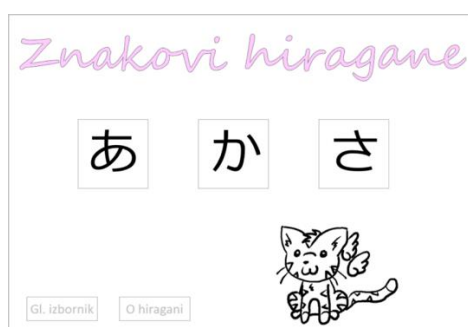 Znakovi hiragane
あ か さ
Gl. izbornik O hiragani